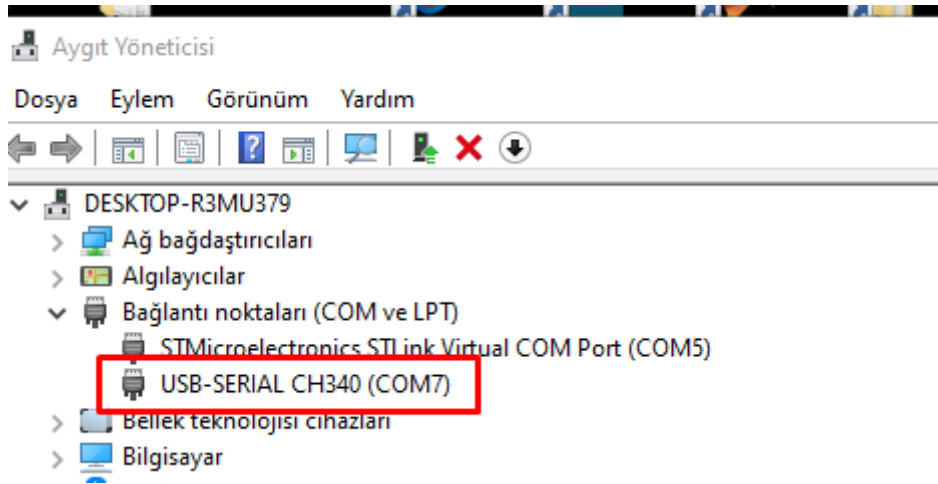 Aygıt Yöneticisi
Dosya Eylem Görünüm Yardım
DESKTOP-R3MU379
Ağ bağdaştırıcıları
Algılayıcılar
Bağlantı noktaları (COM ve LPT)
STMicroelectronics STLink Virtual COM Port (COM5)
USB-SERIAL CH340 (COM7)
Bellek teknolojisi cihazları
Bilgisayar